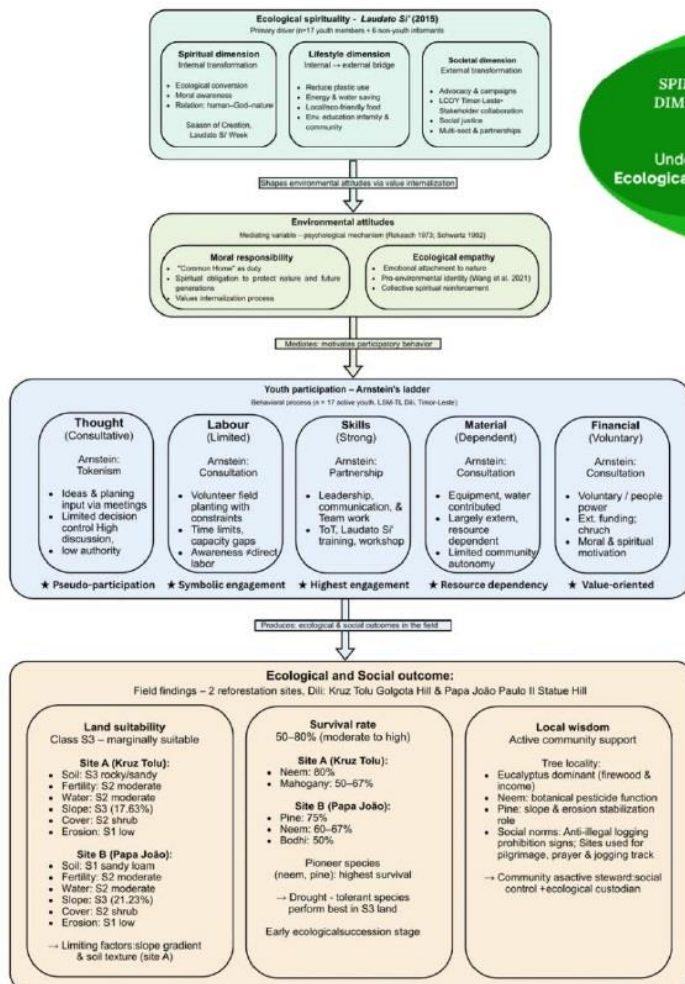 Ecological spirituality - Laudato Si' (2015)
Primary driver (n=17 youth members + 6 non-youth informants
Spiritual dimension
Internal transformation
• Ecological conversion
• Moral awareness
• Relation; human–God–nature
Season of Creation,
Laudato Si' Week
Lifestyle dimension
Internal → external bridge
• Reduce plastic use
• Energy & water saving
• Local/eco-friendly food
• Env. education infamily &
community
Societal dimension
External transformation
• Advocacy & campaigns
• LCOY Timor-Leste•
Stakeholder collaboration
• Social justice
• Multi-sect & partnerships
Shapes environmental attitudes via value internalization
Environmental attitudes
Mediating variable – psychological mechanism (Rokeach 1973; Schwartz 1992)
Moral responsibility
• "Common Home" as duty
• Spiritual obligation to protect nature and future
generations
• Values internalization process
Ecological empathy
• Emotional attachment to nature
• Pro-environmental identity (Wang et al. 2021)
• Collective spiritual reinforcement
Mediates: motivates participatory behavior
Youth participation – Arnstein's ladder
Behavioral process (n = 17 active youth, LSM-TL Dili, Timor-Leste)
Thought
(Consultative)
Arnstein:
Tokenism
• Ideas & planing
input via meetings
• Limited decision
control High
discussion,
• low authority
Labour
(Limited)
Arnstein:
Consultation
• Volunteer field
planting with
constraints
• Time limits,
capacity gaps
• Awareness ≠direct
labor
Skills
(Strong)
Arnstein:
Partnership
• Leadership,
communication, &
Team work
• ToT, Laudato Si'
training, workshop
Material
(Dependent)
Arnstein:
Consultation
• Equipment, water
contributed
• Largely extern,
resource
dependent
• Limited community
autonomy
Financial
(Voluntary)
Arnstein:
Consultation
• Voluntary / people
power
• Ext. funding;
chruch
• Moral & spiritual
motivation
★ Pseudo-participation
★ Symbolic engagement
★ Highest engagement
★ Resource dependency
★ Value-oriented
Produces: ecological & social outcomes in the field
Ecological and Social outcome:
Field findings – 2 reforestation sites, Dili: Kruz Tolu Golgota Hill & Papa João Paulo II Statue Hill
Land suitability
Class S3 – marginally suitable
Site A (Kruz Tolu):
• Soil: S3 rocky/sandy
• Fertility: S2 moderate
• Water: S2 moderate
• Slope: S3 (17.63%)
• Cover: S2 shrub
• Erosion: S1 low
Site B (Papa João):
• Soil: S1 sandy loam
• Fertility: S2 moderate
• Water: S2 moderate
• Slope: S3 (21.23%)
• Cover: S2 shrub
• Erosion: S1 low
→ Limiting factors:slope gradient
& soil texture (site A)
Survival rate
50–80% (moderate to high)
Site A (Kruz Tolu):
• Neem: 80%
• Mahogany: 50–67%
Site B (Papa João):
• Pine: 75%
• Neem: 60–67%
• Bodhi: 50%
Pioneer species
(neem, pine): highest
survival
→ Drought - tolerant species
perform best in S3 land
Early ecologicalsuccession stage
Local wisdom
Active community support
Tree locality:
• Eucalyptus dominant (firewood &
income)
• Neem: botanical pesticide function
• Pine: slope & erosion stabilization
role
• Social norms: Anti-illegal logging
prohibition signs; Sites used for
pilgrimage, prayer & jogging track
→ Community asactive steward:social
control +ecological custodian
Ecological